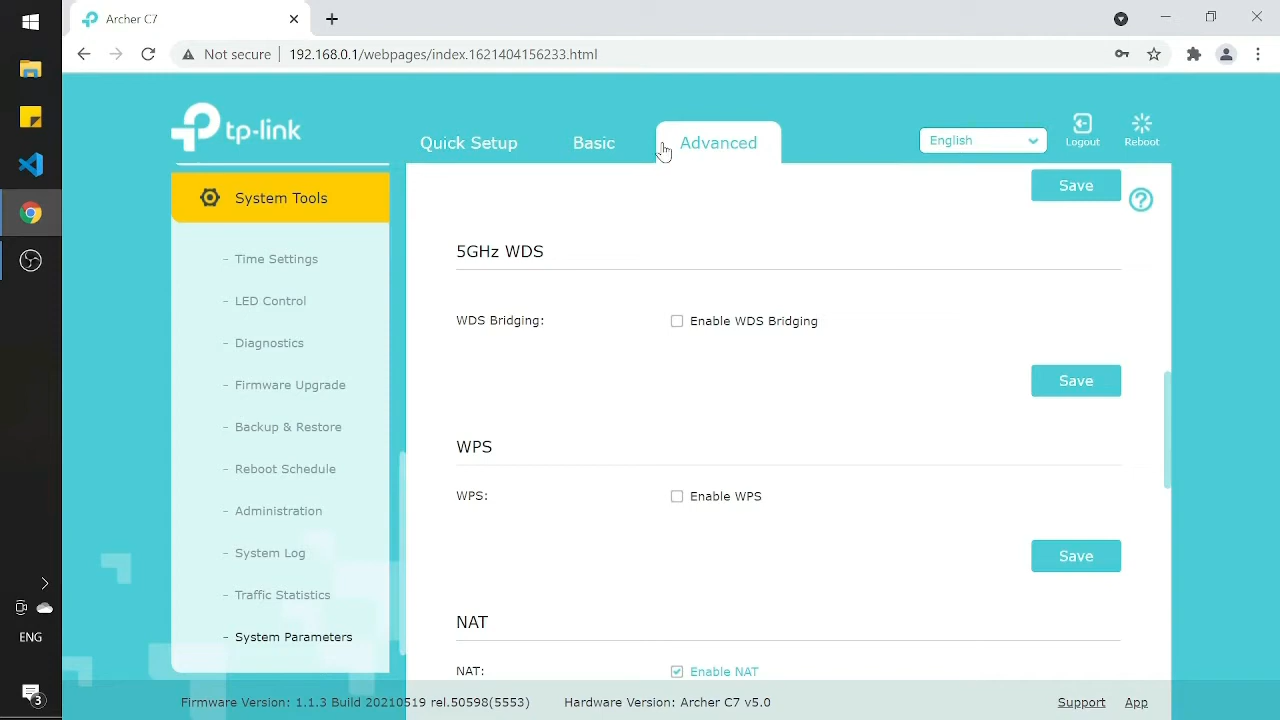 Archer C7
Not secure
192.168.0.1/webpages/index.1621404156233.html
tp-link
Quick Setup
Basic
Advanced
English
Logout
Reboot
System Tools
- Time Settings
- LED Control
- Diagnostics
- Firmware Upgrade
- Backup & Restore
- Reboot Schedule
- Administration
- System Log
- Traffic Statistics
- System Parameters
Save
5GHz WDS
WDS Bridging:
Enable WDS Bridging
Save
WPS
WPS:
Enable WPS
Save
NAT
NAT:
Enable NAT
Firmware Version: 1.1.3 Build 20210519 rel.50598(5553)
Hardware Version: Archer C7 v5.0
Support
App
ENG
3